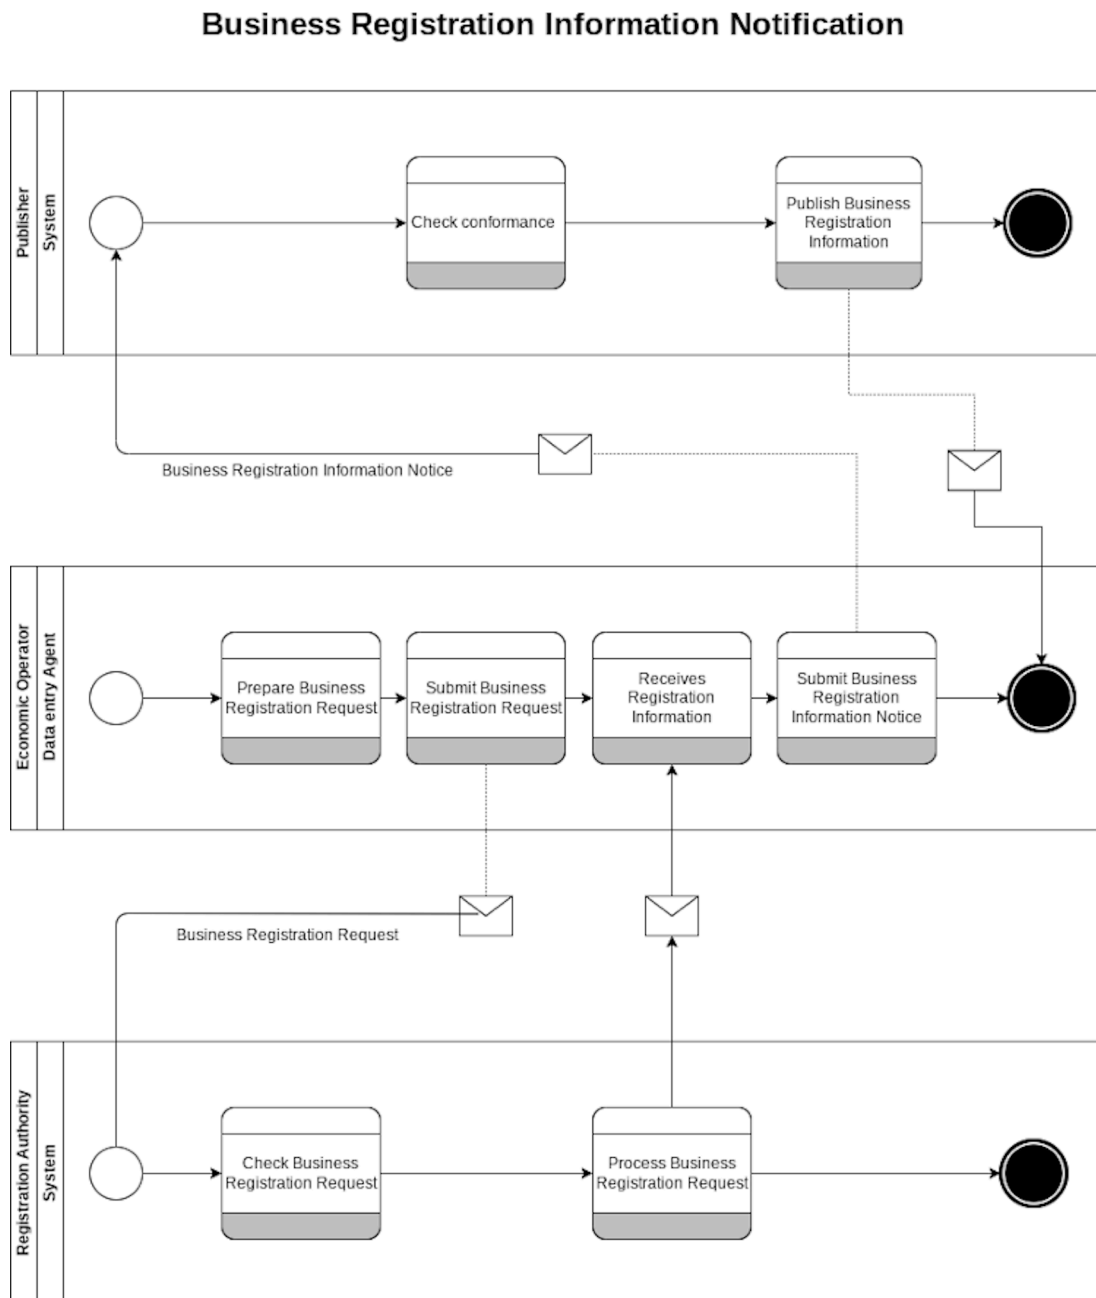 Business Registration Information Notification
Publisher
System
Check conformance
Publish Business
Registration
Information
Business Registration Information Notice
Economic Operator
Data entry Agent
Prepare Business
Registration Request
Submit Business
Registration Request
Receives
Registration
Information
Submit Business
Registration
Information Notice
Business Registration Request
Registration Authority
System
Check Business
Registration Request
Process Business
Registration Request